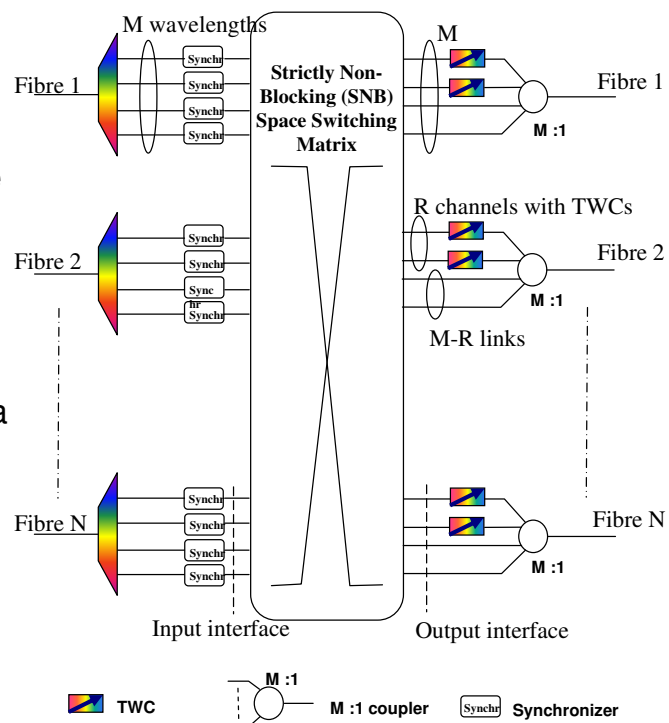 M wavelengths
M
Fibre 1
Synchr
Synchr
Synchr
Synchr
Strictly Non-
Blocking (SNB)
Space Switching
Matrix
Fibre 1
M :1
R channels with TWCs
Fibre 2
Synchr
Synchr
Sync
hr
Synchr
Fibre 2
M :1
M-R links
a
Fibre N
Synchr
Synchr
Synchr
Synchr
Fibre N
M :1
Input interface
Output interface
M :1
TWC
M :1 coupler
Synchr
Synchronizer